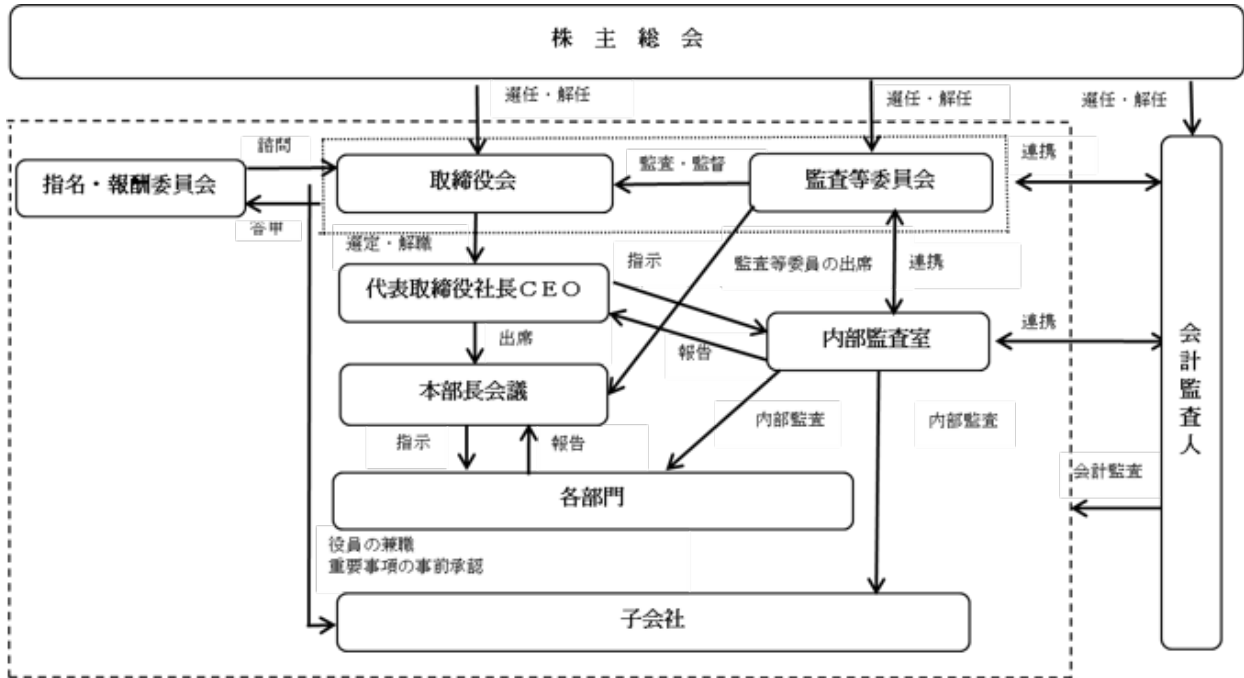 株 主 総 会
選任・解任
選任・解任
選任・解任
諮問
指名・報酬委員会
取締役会
監査・監督
監査等委員会
連携
答申
選定・解職
代表取締役社長CEO
指示
監査等委員の出席
連携
出席
報告
内部監査室
連携
会計監査人
本部長会議
指示
報告
内部監査
内部監査
会計監査
各部門
役員の兼職
重要事項の事前承認
子会社